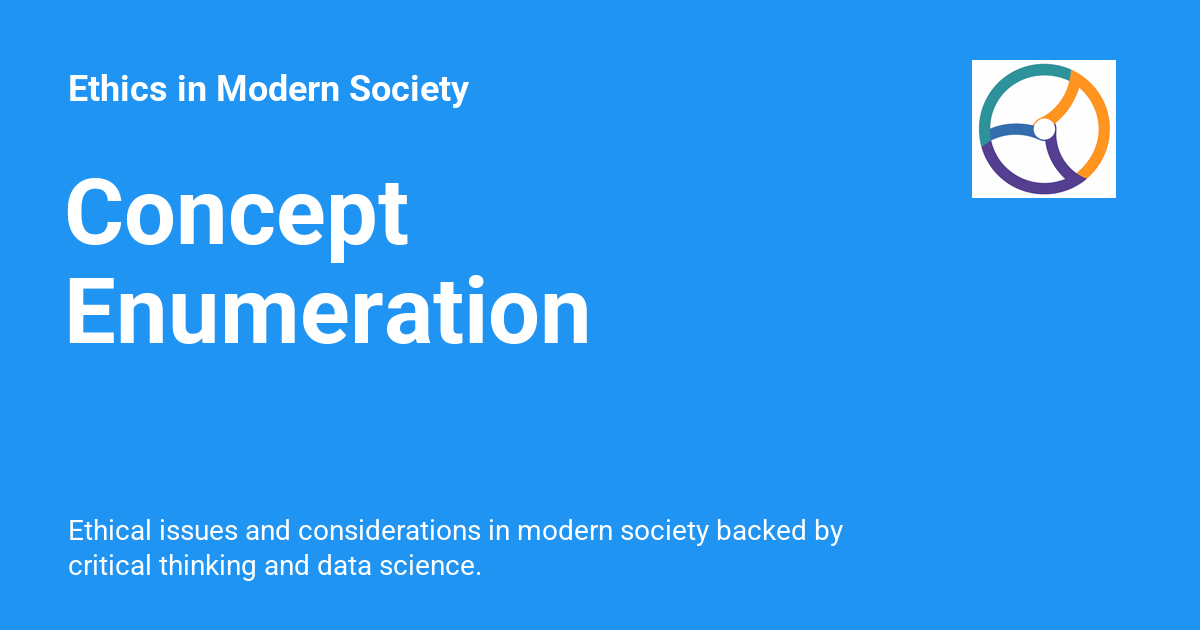 Ethics in Modern Society
Concept
Enumeration
Ethical issues and considerations in modern society backed by
critical thinking and data science.